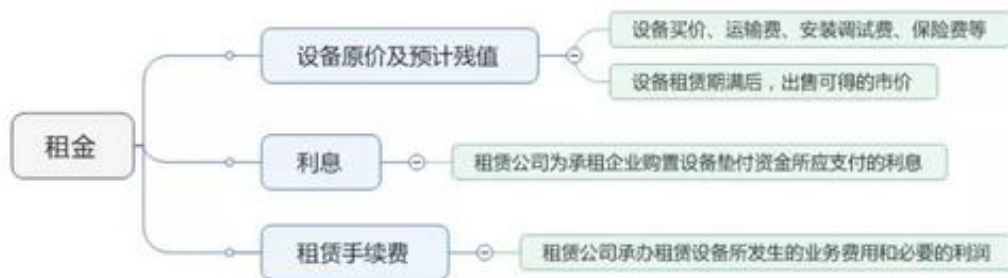 设备买价、运输费、安装调试费、保险费等
设备原价及预计残值
设备租赁期满后，出售可得的市价
租金
利息
租赁公司为承租企业购置设备垫付资金所应支付的利息
租赁手续费
租赁公司承办租赁设备所发生的业务费用和必要的利润